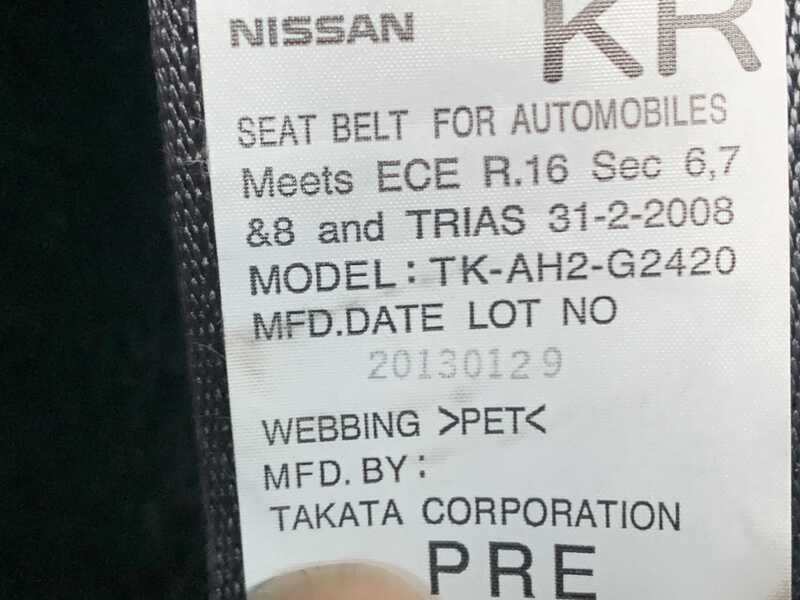 NISSAN KR
SEAT BELT FOR AUTOMOBILES
Meets ECE R.16 Sec 6,7
&8 and TRIAS 31-2-2008
MODEL: TK-AH2-G2420
MFD.DATE LOT NO
20130129
WEBBING >PET<
MFD. BY:
TAKATA CORPORATION
PRE